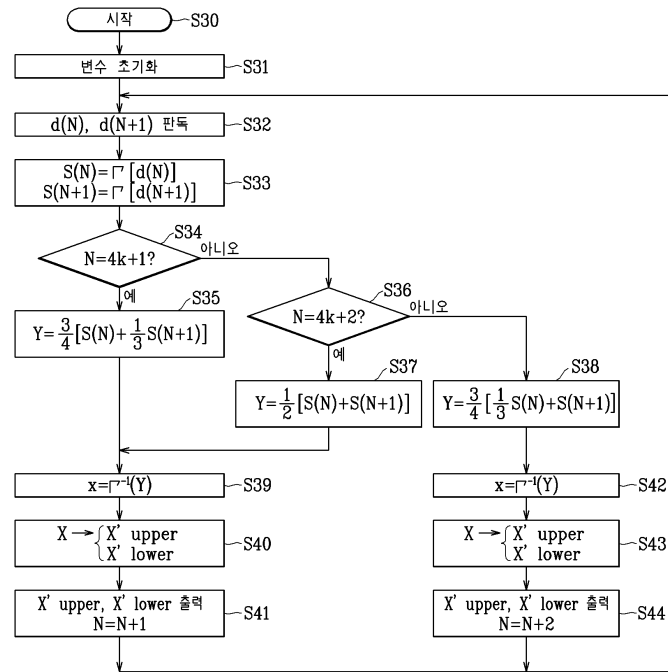 시작
S30
변수 초기화
S31
d(N), d(N+1) 판독
S32
S(N)=Γ [d(N)]
S(N+1)=Γ [d(N+1)]
S33
S34
N=4k+1?
아니오
예
S35
Y=3/4[S(N)+1/3S(N+1)]
S36
N=4k+2?
아니오
예
S37
Y=1/2[S(N)+S(N+1)]
S38
Y=3/4[1/3S(N)+S(N+1)]
x=Γ⁻¹(Y)
S39
X → { X' upper
X' lower
S40
X' upper, X' lower 출력
N=N+1
S41
x=Γ⁻¹(Y)
S42
X → { X' upper
X' lower
S43
X' upper, X' lower 출력
N=N+2
S44